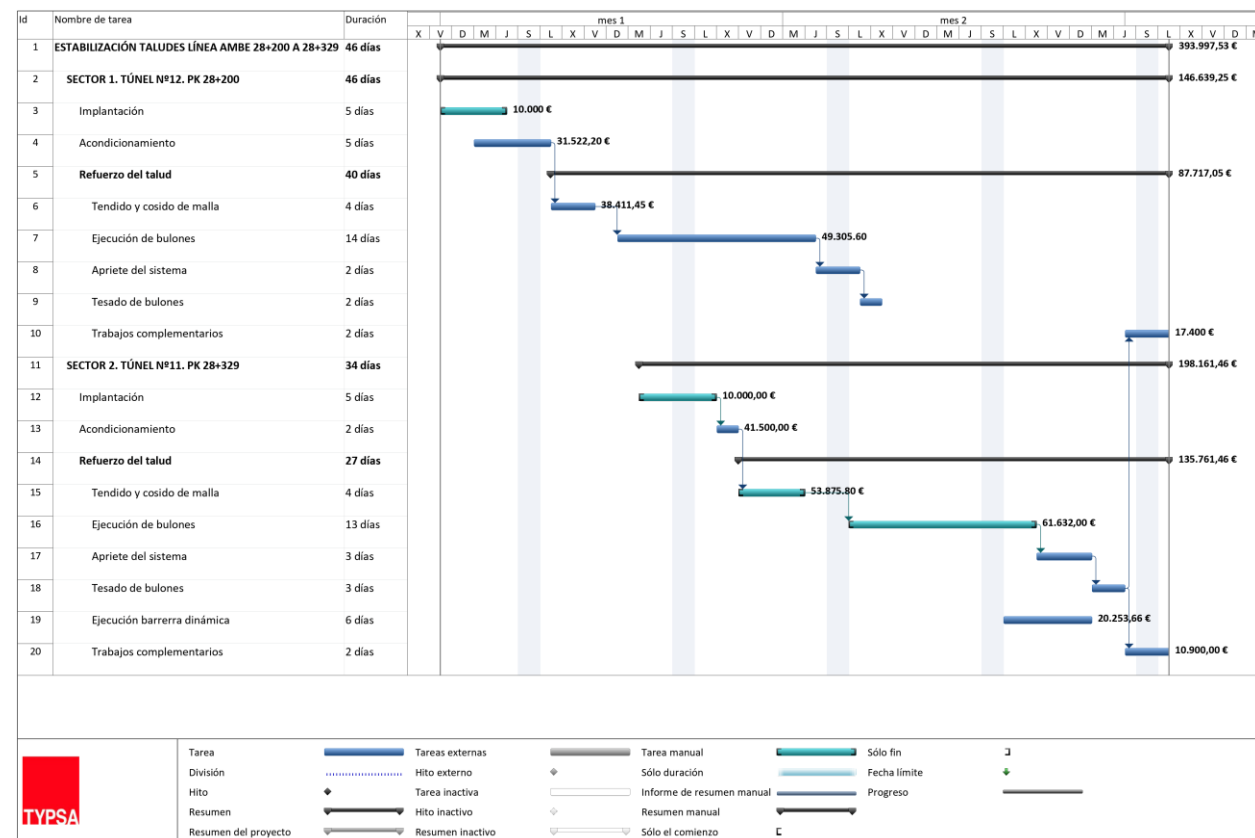 Id Nombre de tarea Duración mes 1 mes 2
X V D M J S L X V D M J S L X V D M J S L X V D M J S L X V D M J S L X V D
1 ESTABILIZACIÓN TALUDES LÍNEA AMBE 28+200 A 28+329 46 días 393.997,53 €
2 SECTOR 1. TÚNEL Nº12. PK 28+200 46 días 146.639,25 €
3 Implantación 5 días 10.000 €
4 Acondicionamiento 5 días 31.522,20 €
5 Refuerzo del talud 40 días 87.717,05 €
6 Tendido y cosido de malla 4 días 38.411,45 €
7 Ejecución de bulones 14 días 49.305.60
8 Apriete del sistema 2 días
9 Tesado de bulones 2 días
10 Trabajos complementarios 2 días 17.400 €
11 SECTOR 2. TÚNEL Nº11. PK 28+329 34 días 198.161,46 €
12 Implantación 5 días 10.000,00 €
13 Acondicionamiento 2 días 41.500,00 €
14 Refuerzo del talud 27 días 135.761,46 €
15 Tendido y cosido de malla 4 días 53.875.80 €
16 Ejecución de bulones 13 días 61.632,00 €
17 Apriete del sistema 3 días
18 Tesado de bulones 3 días
19 Ejecución barrerra dinámica 6 días 20.253,66 €
20 Trabajos complementarios 2 días 10.900,00 €
Tarea Tareas externas Tarea manual Sólo fin
División Hito externo Sólo duración Fecha límite
Hito Tarea inactiva Informe de resumen manual Progreso
Resumen Hito inactivo Resumen manual
Resumen del proyecto Resumen inactivo Sólo el comienzo
TYPSA